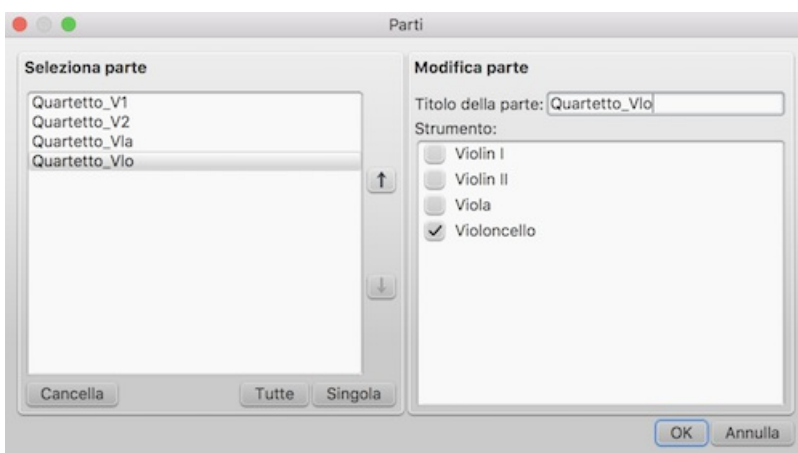 Parti
Seleziona parte
Quartetto_V1
Quartetto_V2
Quartetto_Vla
Quartetto_Vlo
Cancella
Tutte
Singola
Modifica parte
Titolo della parte: Quartetto_Vlo
Strumento:
Violin I
Violin II
Viola
Violoncello
OK
Annulla